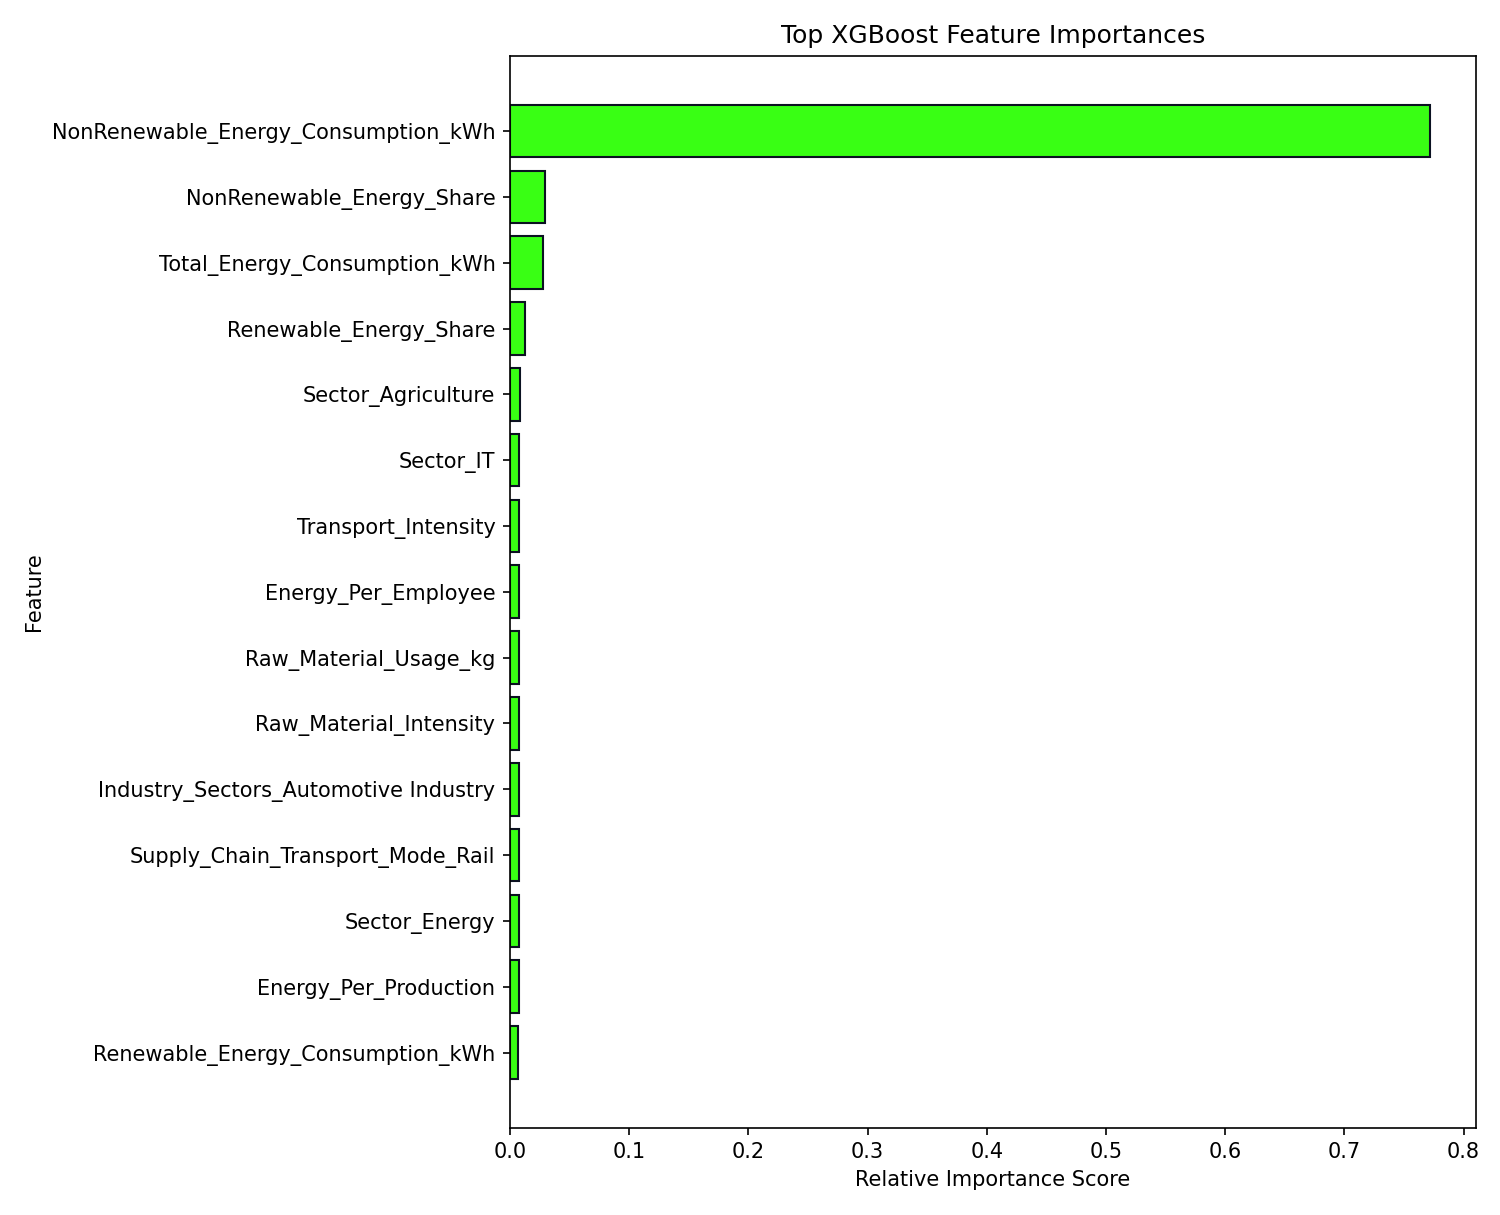 Top XGBoost Feature Importances
NonRenewable_Energy_Consumption_kWh
NonRenewable_Energy_Share
Total_Energy_Consumption_kWh
Renewable_Energy_Share
Sector_Agriculture
Sector_IT
Transport_Intensity
Energy_Per_Employee
Raw_Material_Usage_kg
Raw_Material_Intensity
Industry_Sectors_Automotive Industry
Supply_Chain_Transport_Mode_Rail
Sector_Energy
Energy_Per_Production
Renewable_Energy_Consumption_kWh
Feature
0.0 0.1 0.2 0.3 0.4 0.5 0.6 0.7 0.8
Relative Importance Score